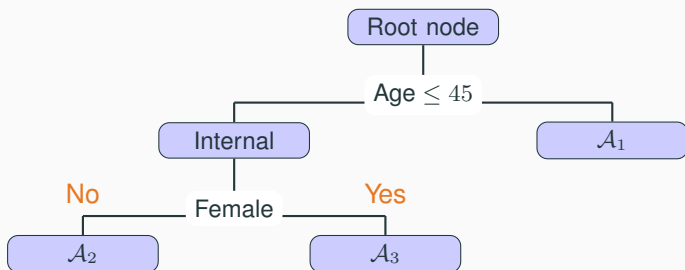 Root node
Age ≤ 45
Internal
𝒜₁
No
Yes
Female
𝒜₂
𝒜₃